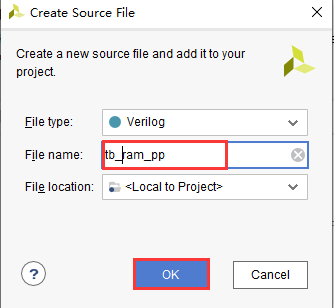 Create Source File
Create a new source file and add it to your
project.
File type: Verilog
File name: tb_ram_pp
File location: <Local to Project>
?
OK
Cancel